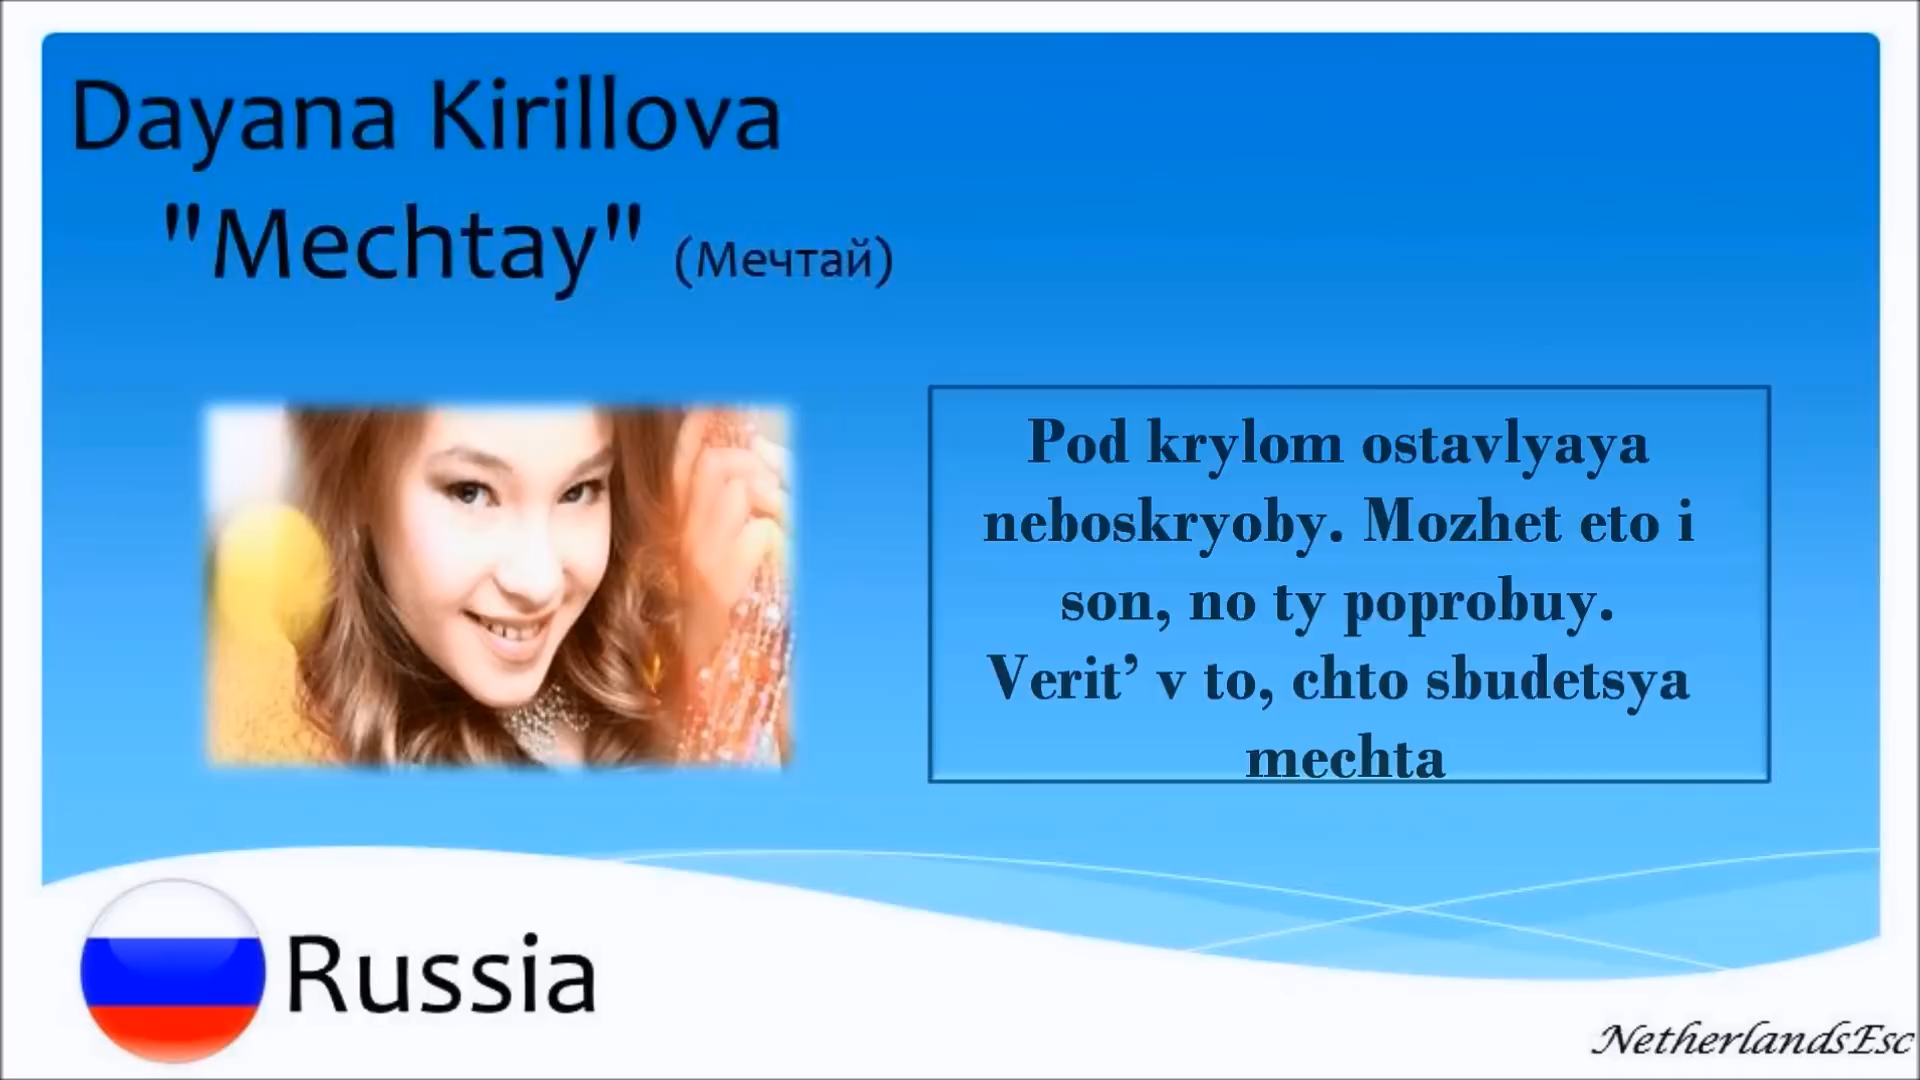 Dayana Kirillova
"Mechtay" (Мечтай)
Pod krylom ostavlyaya
neboskryoby. Mozhet eto i
son, no ty poprobuy.
Verit’ v to, chto sbudetsya
mechta
Russia
NetherlandsEsc